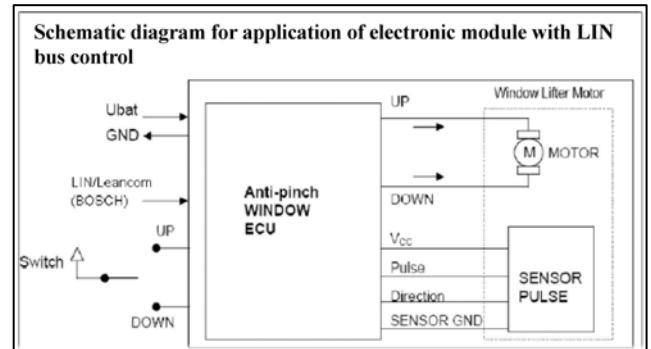 Schematic diagram for application of electronic module with LIN
bus control
Window Lifter Motor
Ubat
GND
LIN/Leancom
(BOSCH)
UP
Switch
DOWN
Anti-pinch
WINDOW
ECU
UP
DOWN
M MOTOR
Vcc
Pulse
Direction
SENSOR GND
SENSOR
PULSE